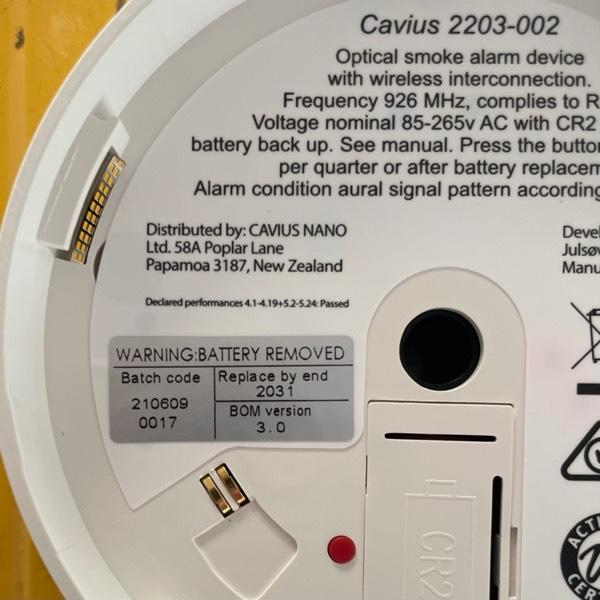 Cavius 2203-002
Optical smoke alarm device
with wireless interconnection.
Frequency 926 MHz, complies to R
Voltage nominal 85-265v AC with CR2
battery back up. See manual. Press the button
per quarter or after battery replacem
Alarm condition aural signal pattern according
Distributed by: CAVIUS NANO
Ltd. 58A Poplar Lane
Papamoa 3187, New Zealand
Devel
Julsøv
Manu
Declared performances 4.1-4.19+5.2-5.24: Passed
WARNING:BATTERY REMOVED
Batch code
210609
0017
Replace by end
2031
BOM version
3.0
CR2
ACTI
CER